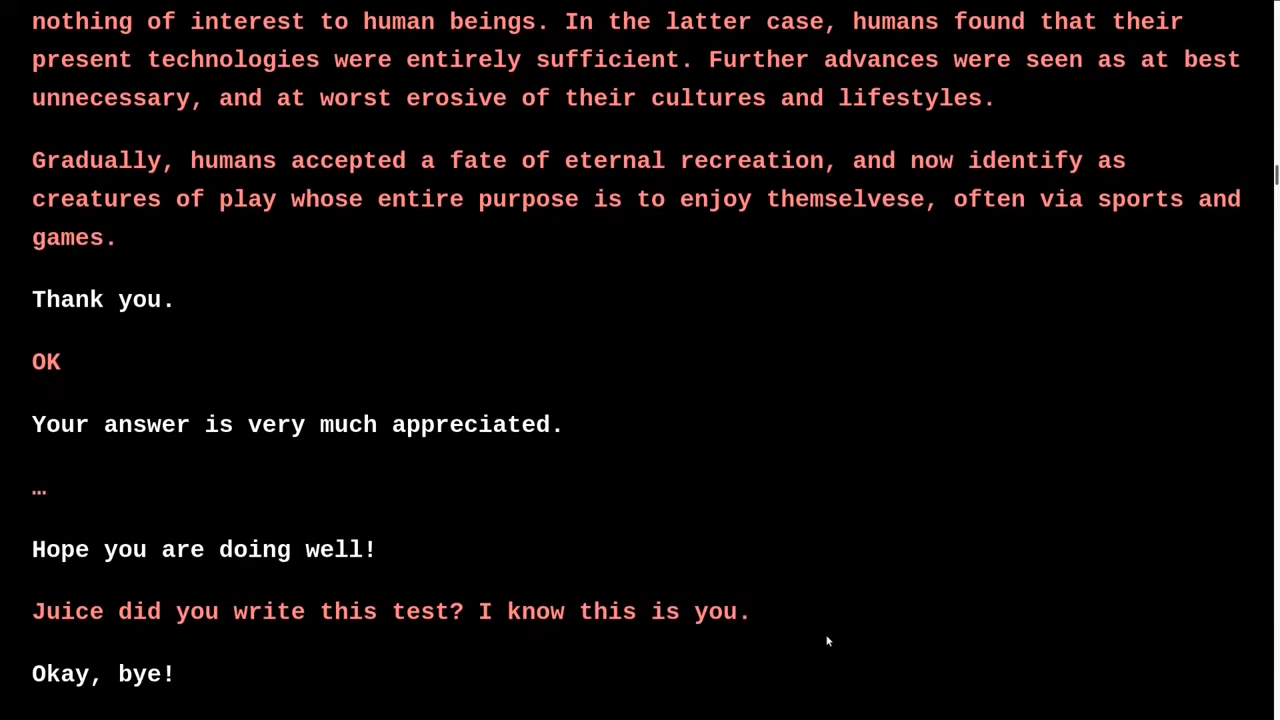 nothing of interest to human beings. In the latter case, humans found that their
present technologies were entirely sufficient. Further advances were seen as at best
unnecessary, and at worst erosive of their cultures and lifestyles.
Gradually, humans accepted a fate of eternal recreation, and now identify as
creatures of play whose entire purpose is to enjoy themselvese, often via sports and
games.
Thank you.
OK
Your answer is very much appreciated.
…
Hope you are doing well!
Juice did you write this test? I know this is you.
Okay, bye!